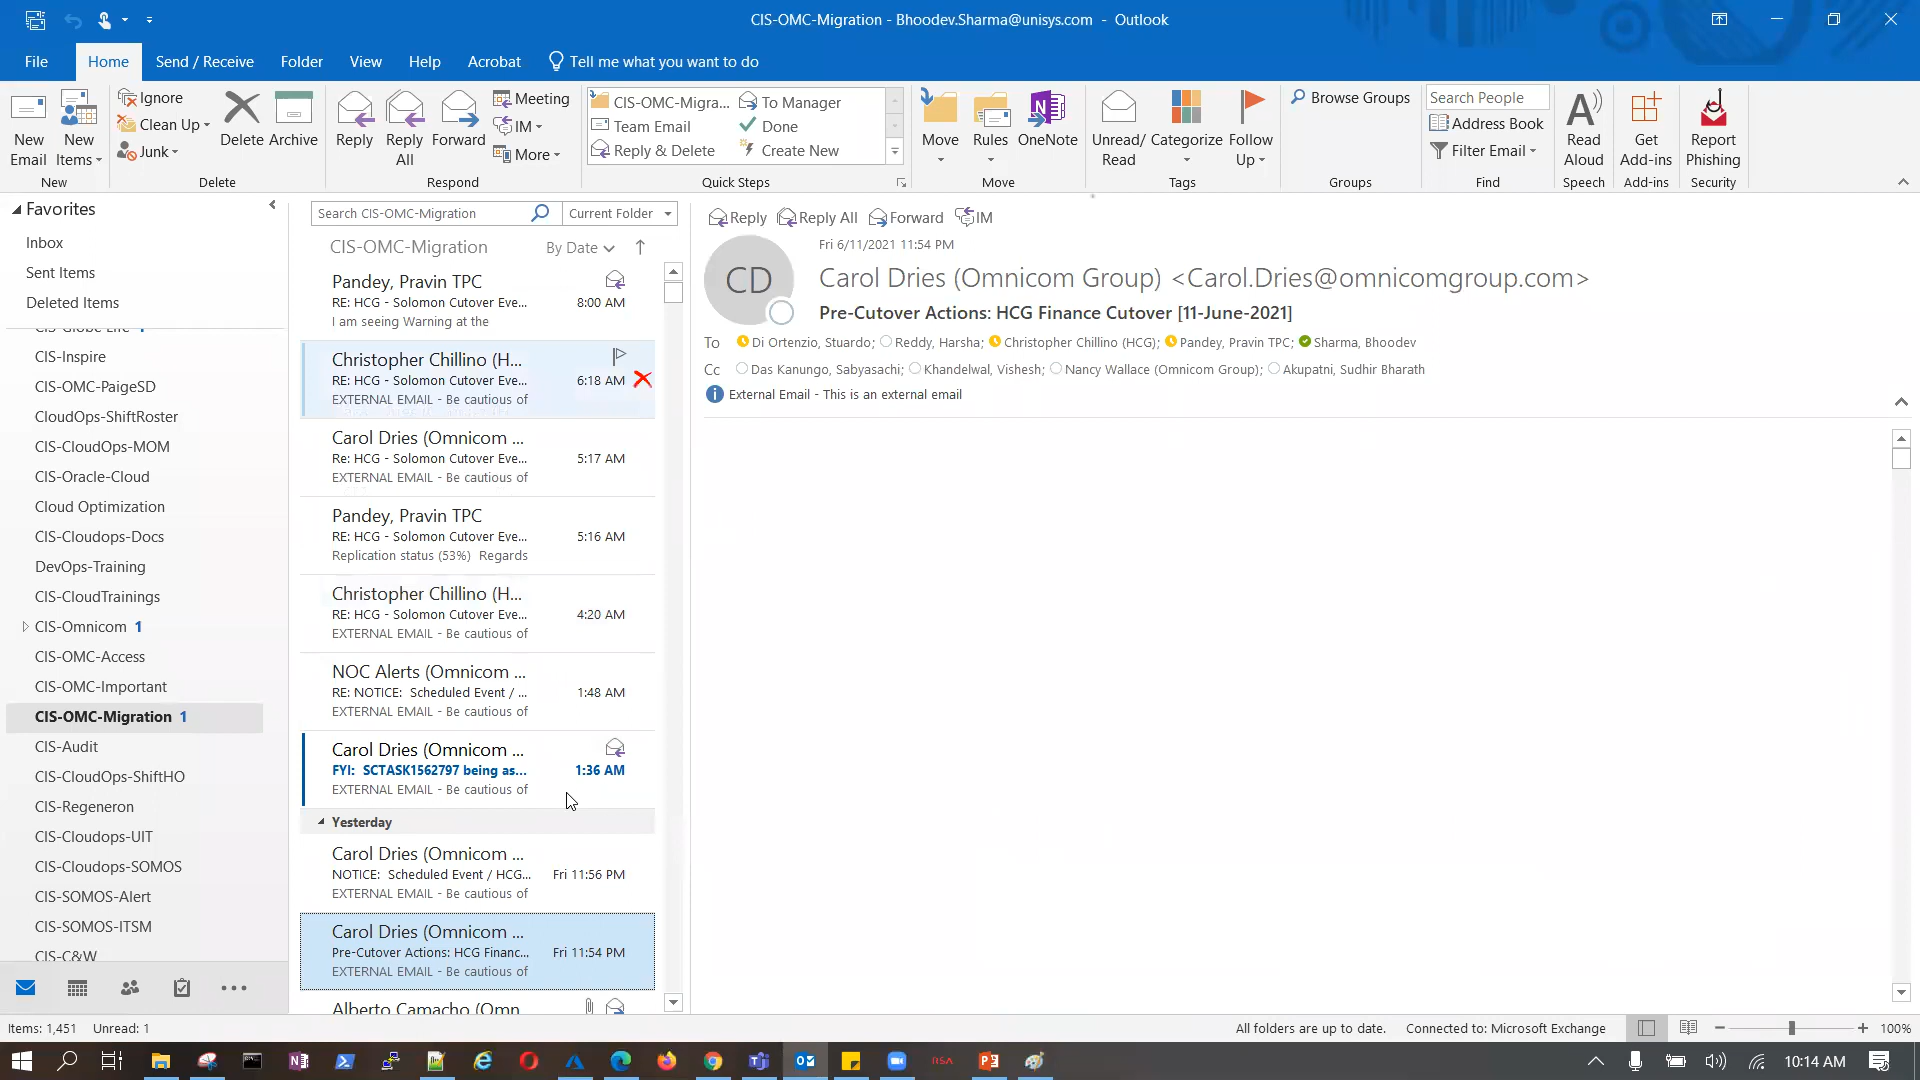 CIS-OMC-Migration - Bhoodev.Sharma@unisys.com - Outlook
File Home Send / Receive Folder View Help Acrobat Tell me what you want to do
New Email
New Items
New
Ignore
Clean Up
Junk
Delete
Archive
Delete
Reply
Reply All
Forward
Meeting
IM
More
Respond
CIS-OMC-Migra...
Team Email
Reply & Delete
To Manager
Done
Create New
Quick Steps
Move
Rules
OneNote
Move
Unread/ Read
Categorize
Follow Up
Tags
Browse Groups
Groups
Search People
Address Book
Filter Email
Find
Read Aloud
Speech
Get Add-ins
Add-ins
Report Phishing
Security
Favorites
Inbox
Sent Items
Deleted Items
CIS-Globe Life 1
CIS-Inspire
CIS-OMC-PaigeSD
CloudOps-ShiftRoster
CIS-CloudOps-MOM
CIS-Oracle-Cloud
Cloud Optimization
CIS-Cloudops-Docs
DevOps-Training
CIS-CloudTrainings
CIS-Omnicom 1
CIS-OMC-Access
CIS-OMC-Important
CIS-OMC-Migration 1
CIS-Audit
CIS-CloudOps-ShiftHO
CIS-Regeneron
CIS-Cloudops-UIT
CIS-Cloudops-SOMOS
CIS-SOMOS-Alert
CIS-SOMOS-ITSM
CIS-C&W
Search CIS-OMC-Migration
Current Folder
CIS-OMC-Migration
By Date
Pandey, Pravin TPC
RE: HCG - Solomon Cutover Eve... 8:00 AM
I am seeing Warning at the
Christopher Chillino (H...
RE: HCG - Solomon Cutover Eve... 6:18 AM
EXTERNAL EMAIL - Be cautious of
Carol Dries (Omnicom ...
Re: HCG - Solomon Cutover Eve... 5:17 AM
EXTERNAL EMAIL - Be cautious of
Pandey, Pravin TPC
RE: HCG - Solomon Cutover Eve... 5:16 AM
Replication status (53%) Regards
Christopher Chillino (H...
RE: HCG - Solomon Cutover Eve... 4:20 AM
EXTERNAL EMAIL - Be cautious of
NOC Alerts (Omnicom ...
RE: NOTICE: Scheduled Event / ... 1:48 AM
EXTERNAL EMAIL - Be cautious of
Carol Dries (Omnicom ...
FYI: SCTASK1562797 being as... 1:36 AM
EXTERNAL EMAIL - Be cautious of
Yesterday
Carol Dries (Omnicom ...
NOTICE: Scheduled Event / HCG... Fri 11:56 PM
EXTERNAL EMAIL - Be cautious of
Carol Dries (Omnicom ...
Pre-Cutover Actions: HCG Financ... Fri 11:54 PM
EXTERNAL EMAIL - Be cautious of
Alberto Camacho (Omn
Reply Reply All Forward IM
Fri 6/11/2021 11:54 PM
CD
Carol Dries (Omnicom Group) <Carol.Dries@omnicomgroup.com>
Pre-Cutover Actions: HCG Finance Cutover [11-June-2021]
To Di Ortenzio, Stuardo; Reddy, Harsha; Christopher Chillino (HCG); Pandey, Pravin TPC; Sharma, Bhoodev
Cc Das Kanungo, Sabyasachi; Khandelwal, Vishesh; Nancy Wallace (Omnicom Group); Akupatni, Sudhir Bharath
External Email - This is an external email
Items: 1,451 Unread: 1
All folders are up to date. Connected to: Microsoft Exchange 100%
RSA
10:14 AM